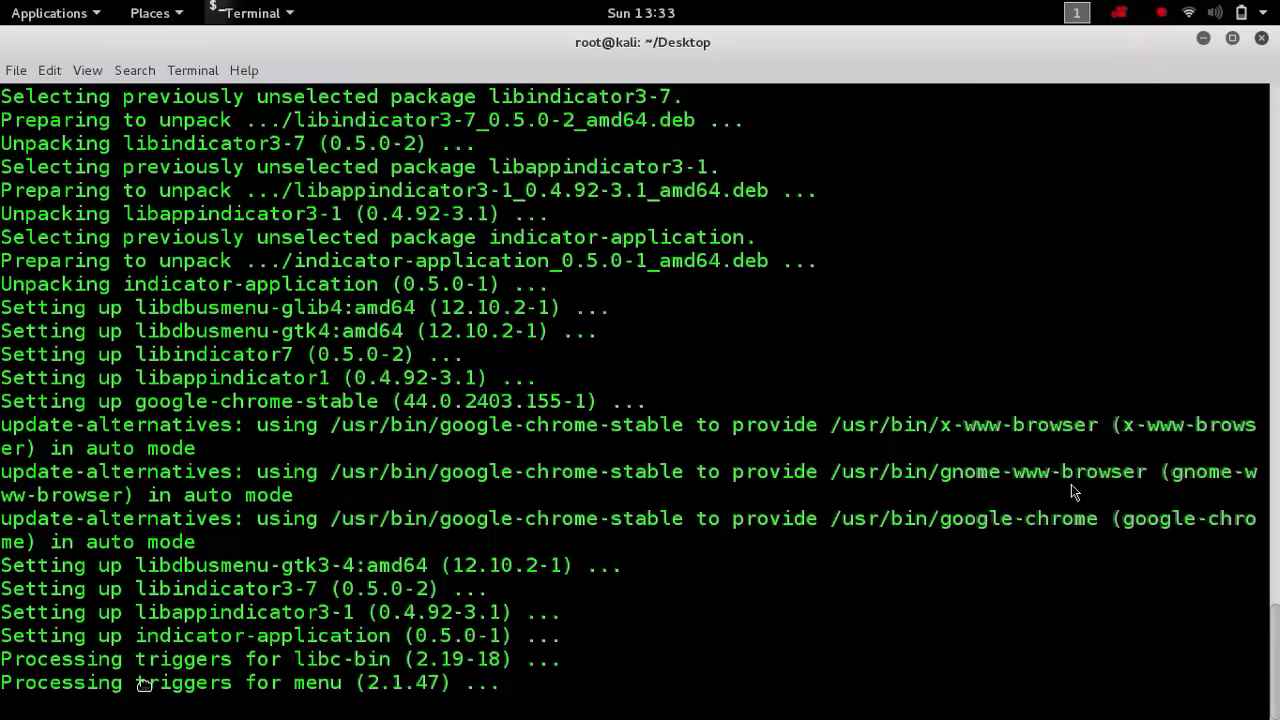 Applications Places $_ Terminal Sun 13:33 1
root@kali: ~/Desktop
File Edit View Search Terminal Help
Selecting previously unselected package libindicator3-7.
Preparing to unpack .../libindicator3-7_0.5.0-2_amd64.deb ...
Unpacking libindicator3-7 (0.5.0-2) ...
Selecting previously unselected package libappindicator3-1.
Preparing to unpack .../libappindicator3-1_0.4.92-3.1_amd64.deb ...
Unpacking libappindicator3-1 (0.4.92-3.1) ...
Selecting previously unselected package indicator-application.
Preparing to unpack .../indicator-application_0.5.0-1_amd64.deb ...
Unpacking indicator-application (0.5.0-1) ...
Setting up libdbusmenu-glib4:amd64 (12.10.2-1) ...
Setting up libdbusmenu-gtk4:amd64 (12.10.2-1) ...
Setting up libindicator7 (0.5.0-2) ...
Setting up libappindicator1 (0.4.92-3.1) ...
Setting up google-chrome-stable (44.0.2403.155-1) ...
update-alternatives: using /usr/bin/google-chrome-stable to provide /usr/bin/x-www-browser (x-www-brows
er) in auto mode
update-alternatives: using /usr/bin/google-chrome-stable to provide /usr/bin/gnome-www-browser (gnome-w
ww-browser) in auto mode
update-alternatives: using /usr/bin/google-chrome-stable to provide /usr/bin/google-chrome (google-chro
me) in auto mode
Setting up libdbusmenu-gtk3-4:amd64 (12.10.2-1) ...
Setting up libindicator3-7 (0.5.0-2) ...
Setting up libappindicator3-1 (0.4.92-3.1) ...
Setting up indicator-application (0.5.0-1) ...
Processing triggers for libc-bin (2.19-18) ...
Processing triggers for menu (2.1.47) ...